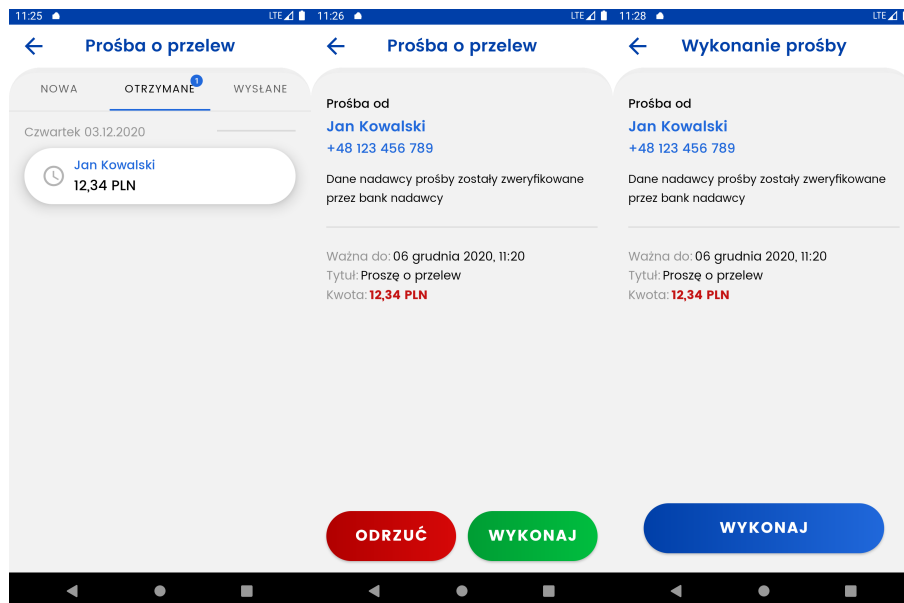 11:25
LTE
Prośba o przelew
NOWA
OTRZYMANE
1
WYSŁANE
Czwartek 03.12.2020
Jan Kowalski
12,34 PLN
11:26
LTE
Prośba o przelew
Prośba od
Jan Kowalski
+48 123 456 789
Dane nadawcy prośby zostały zweryfikowane
przez bank nadawcy
Ważna do: 06 grudnia 2020, 11:20
Tytuł: Proszę o przelew
Kwota: 12,34 PLN
ODRZUĆ
WYKONAJ
11:28
LTE
Wykonanie prośby
Prośba od
Jan Kowalski
+48 123 456 789
Dane nadawcy prośby zostały zweryfikowane
przez bank nadawcy
Ważna do: 06 grudnia 2020, 11:20
Tytuł: Proszę o przelew
Kwota: 12,34 PLN
WYKONAJ